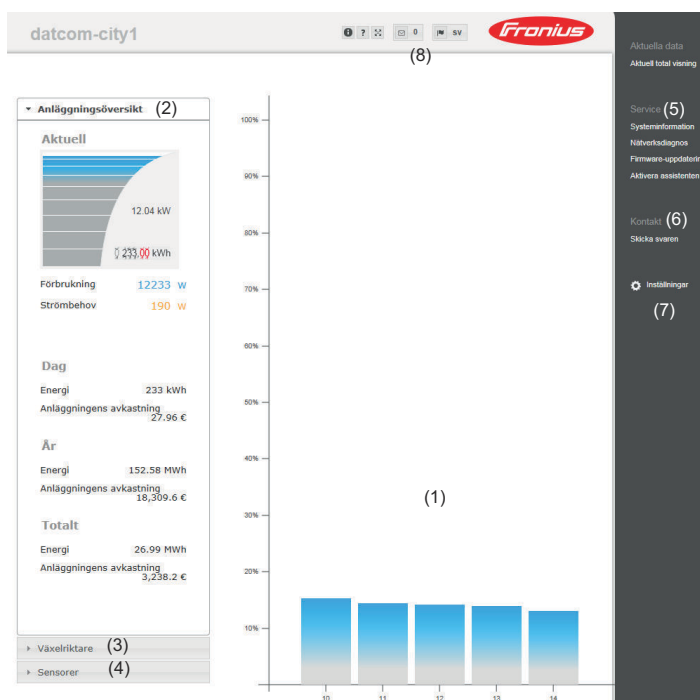 datcom-city1
0
SV
Fronius
(8)
Anläggningsöversikt (2)
Aktuell
12.04 kW
0 233.00 kWh
Förbrukning 12233 W
Strömbehov 190 W
Dag
Energi 233 kWh
Anläggningens avkastning
27.96 €
År
Energi 152.58 MWh
Anläggningens avkastning
18,309.6 €
Totalt
Energi 26.99 MWh
Anläggningens avkastning
3,238.2 €
Växelriktare (3)
Sensorer (4)
100%
90%
80%
70%
60%
50%
40%
30%
20%
10%
(1)
10 11 12 13 14
Aktuella data
Aktuell total visning
Service (5)
Systeminformation
Nätverksdiagnos
Firmware-uppdaterin
Aktivera assistenten
Kontakt (6)
Skicka svaren
Inställningar
(7)